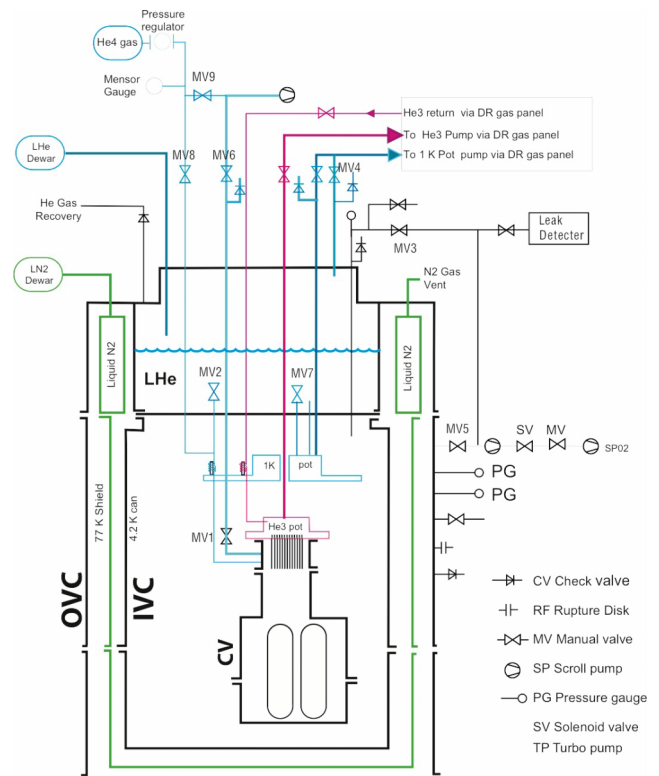 Pressure
regulator
He4 gas
Mensor
Gauge
MV9
He3 return via DR gas panel
To He3 Pump via DR gas panel
To 1 K Pot pump via DR gas panel
LHe
Dewar
MV8
MV6
MV4
He Gas
Recovery
Leak
Detecter
MV3
LN2
Dewar
N2 Gas
Vent
Liquid N2
Liquid N2
LHe
MV2
MV7
MV5
SV
MV
SP02
1K
pot
PG
PG
77 K Shield
4.2 K can
He3 pot
MV1
OVC
IVC
CV
CV Check valve
RF Rupture Disk
MV Manual valve
SP Scroll pump
PG Pressure gauge
SV Solenoid valve
TP Turbo pump